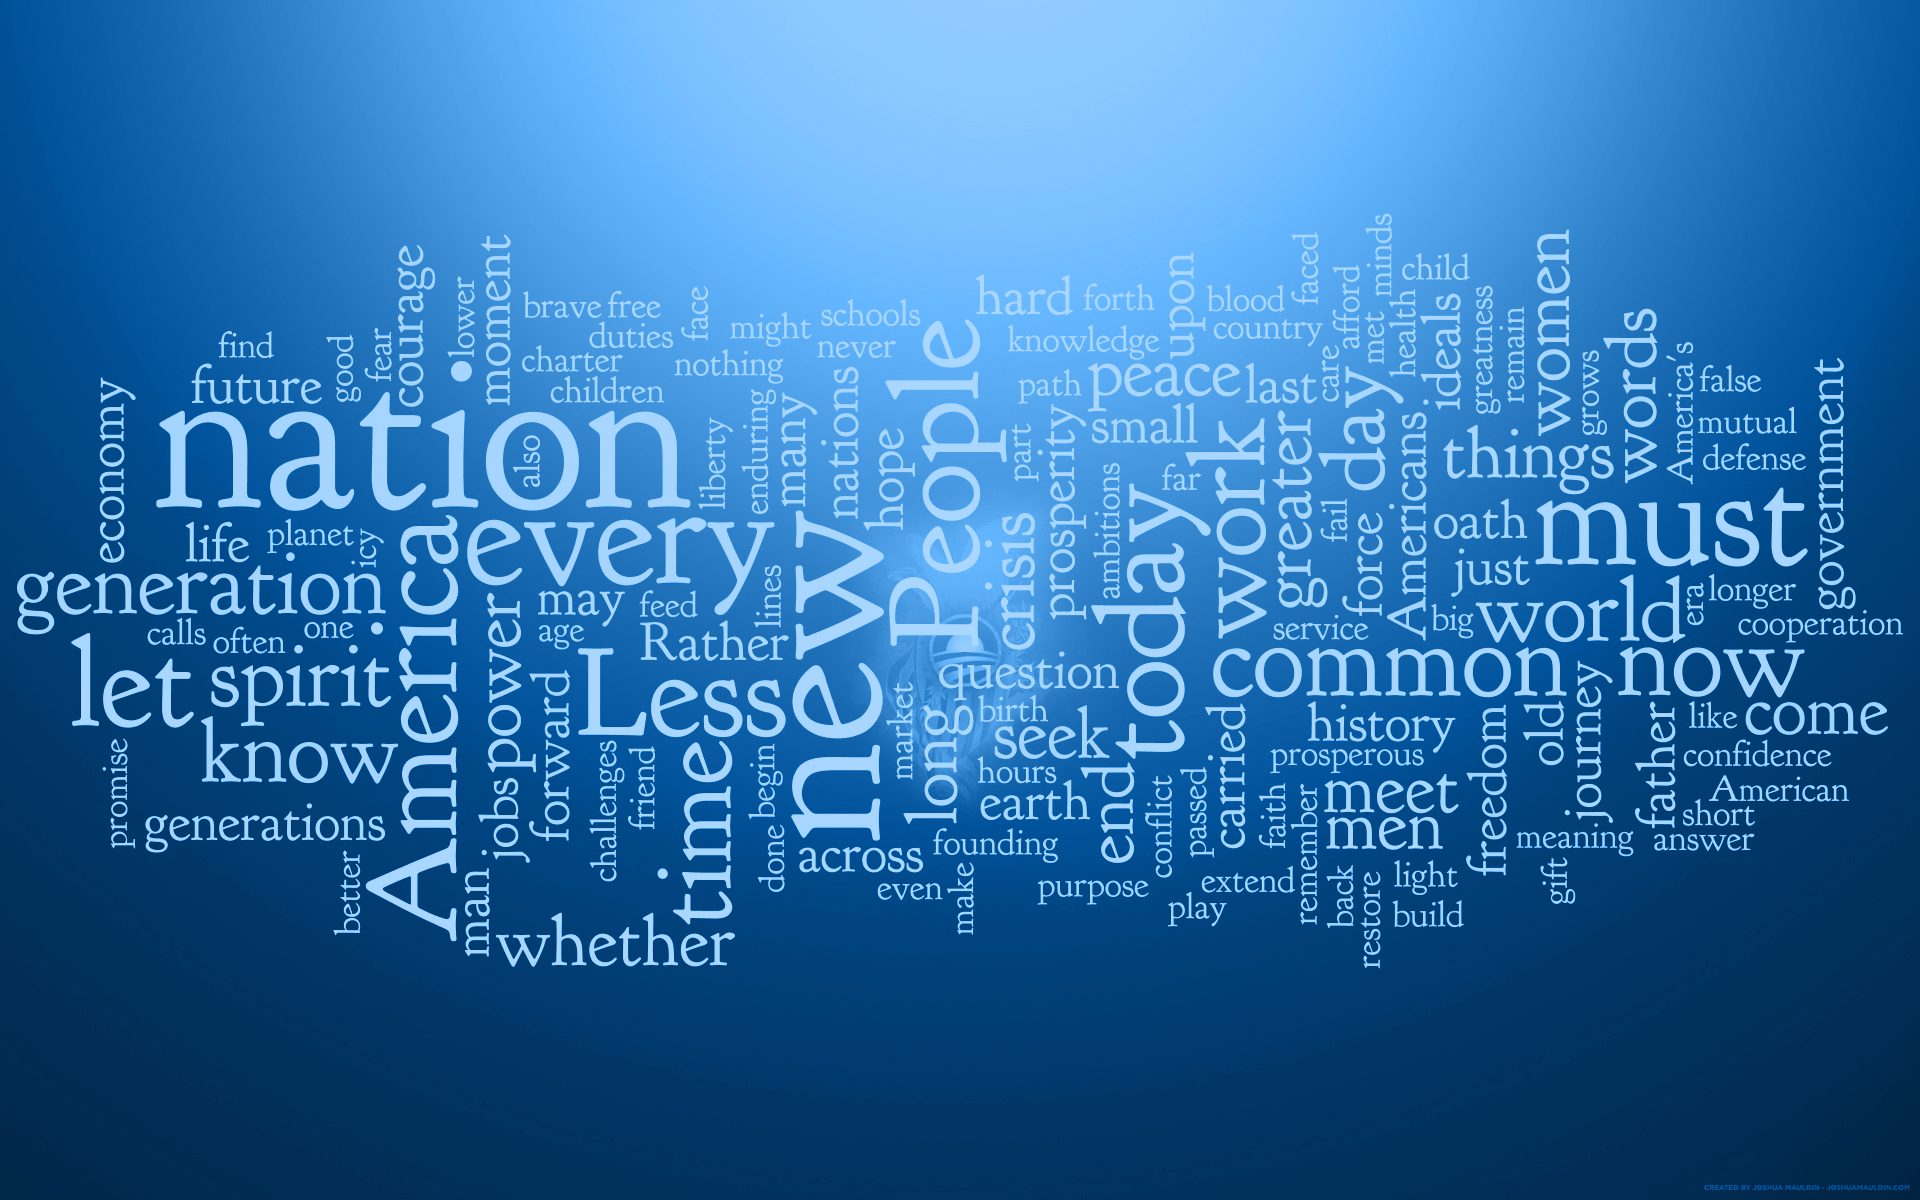 minds
women
moment
faced
courage
upon
child
afford
lower
hard
forth
blood
health
greatness
face
brave
free
ideals
schools
remain
words
met
might
country
duties
fear
People
knowledge
America's
find
good
never
care
grows
charter
nothing
government
day
nations
path
peace
last
false
future
children
economy
nation
enduring
many
prosperity
greater
Americans
mutual
liberty
hope
part
small
work
things
defense
also
ambitions
far
today
must
fail
crisis
force
oath
every
America
new
planet
icy
life
just
lines
world
era
longer
generation
power
may
feed
big
cooperation
calls
often
one
age
Rather
service
let
spirit
Less
question
common
now
journey
forward
market
long
birth
carried
history
freedom
old
father
like
come
promise
know
challenges
friend
time
begin
seek
end
prosperous
confidence
jobs
hours
conflict
passed
faith
remember
meet
American
generations
done
earth
men
short
across
founding
meaning
answer
better
man
even
make
purpose
extend
back
restore
light
gift
play
build
whether
CREATED BY JOSHUA MAULDIN - JOSHUAMAULDIN.COM